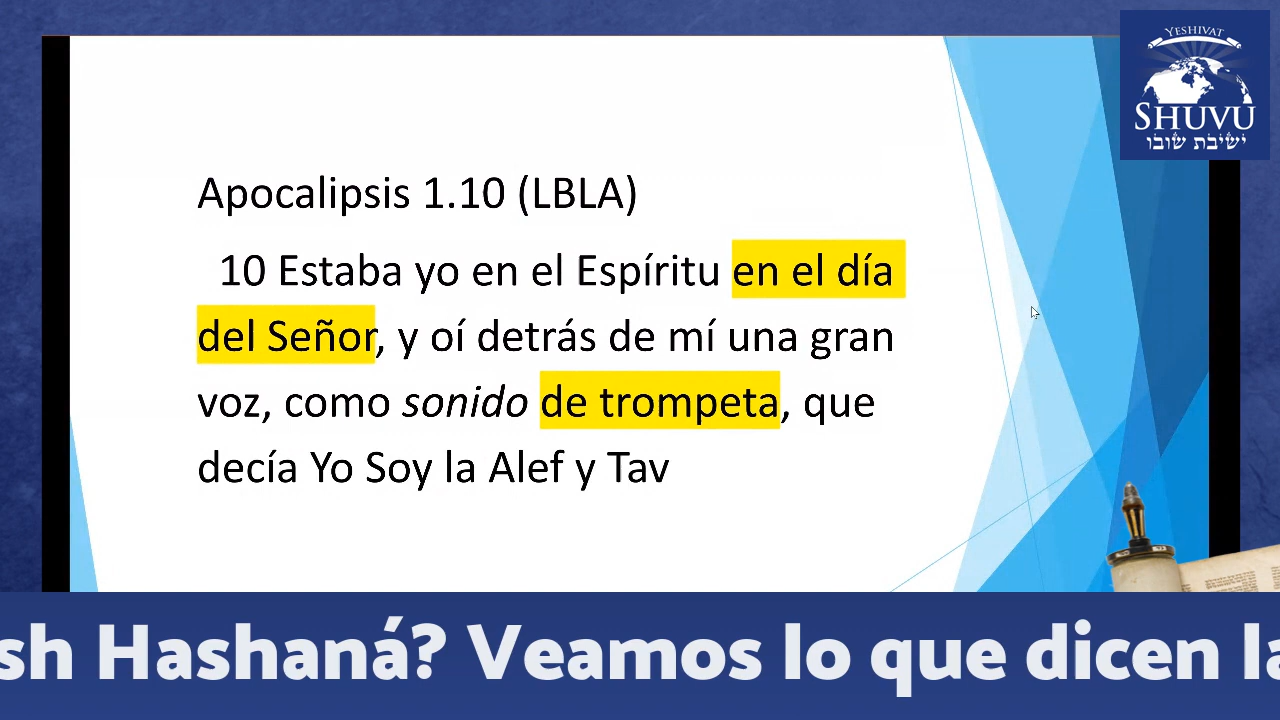 YESHIVAT
SHUVU
ישיבת שובו
Apocalipsis 1.10 (LBLA)
10 Estaba yo en el Espíritu en el día
del Señor, y oí detrás de mí una gran
voz, como sonido de trompeta, que
decía Yo Soy la Alef y Tav
sh Hashaná? Veamos lo que dicen la